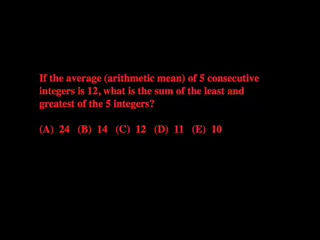 If the average (arithmetic mean) of 5 consecutive
integers is 12, what is the sum of the least and
greatest of the 5 integers?
(A) 24 (B) 14 (C) 12 (D) 11 (E) 10